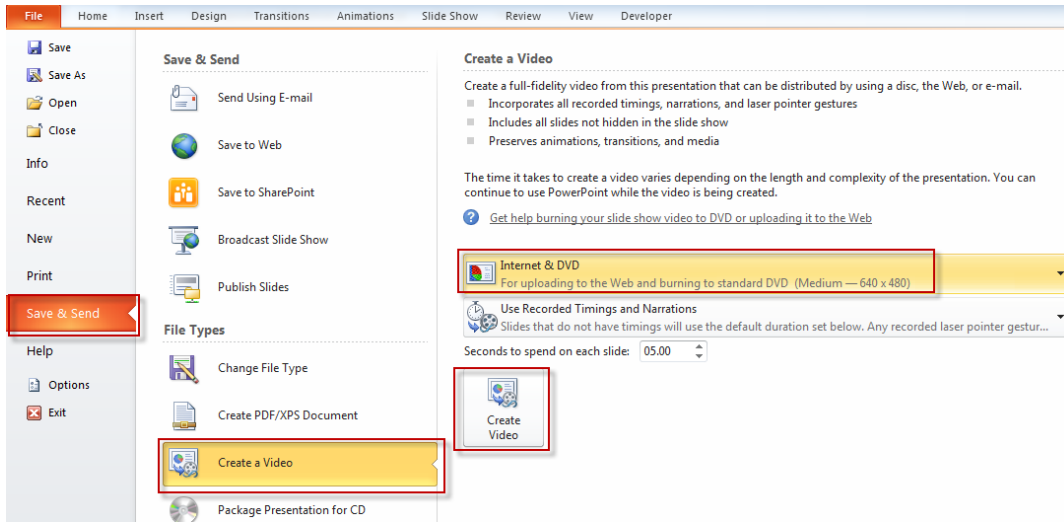 File Home Insert Design Transitions Animations Slide Show Review View Developer
Save
Save As
Open
Close
Info
Recent
New
Print
Save & Send
Help
Options
Exit
Save & Send
Send Using E-mail
Save to Web
Save to SharePoint
Broadcast Slide Show
Publish Slides
File Types
Change File Type
Create PDF/XPS Document
Create a Video
Package Presentation for CD
Create a Video
Create a full-fidelity video from this presentation that can be distributed by using a disc, the Web, or e-mail.
Incorporates all recorded timings, narrations, and laser pointer gestures
Includes all slides not hidden in the slide show
Preserves animations, transitions, and media
The time it takes to create a video varies depending on the length and complexity of the presentation. You can
continue to use PowerPoint while the video is being created.
Get help burning your slide show video to DVD or uploading it to the Web
Internet & DVD
For uploading to the Web and burning to standard DVD (Medium — 640 x 480)
Use Recorded Timings and Narrations
Slides that do not have timings will use the default duration set below. Any recorded laser pointer gestur...
Seconds to spend on each slide: 05.00
Create
Video